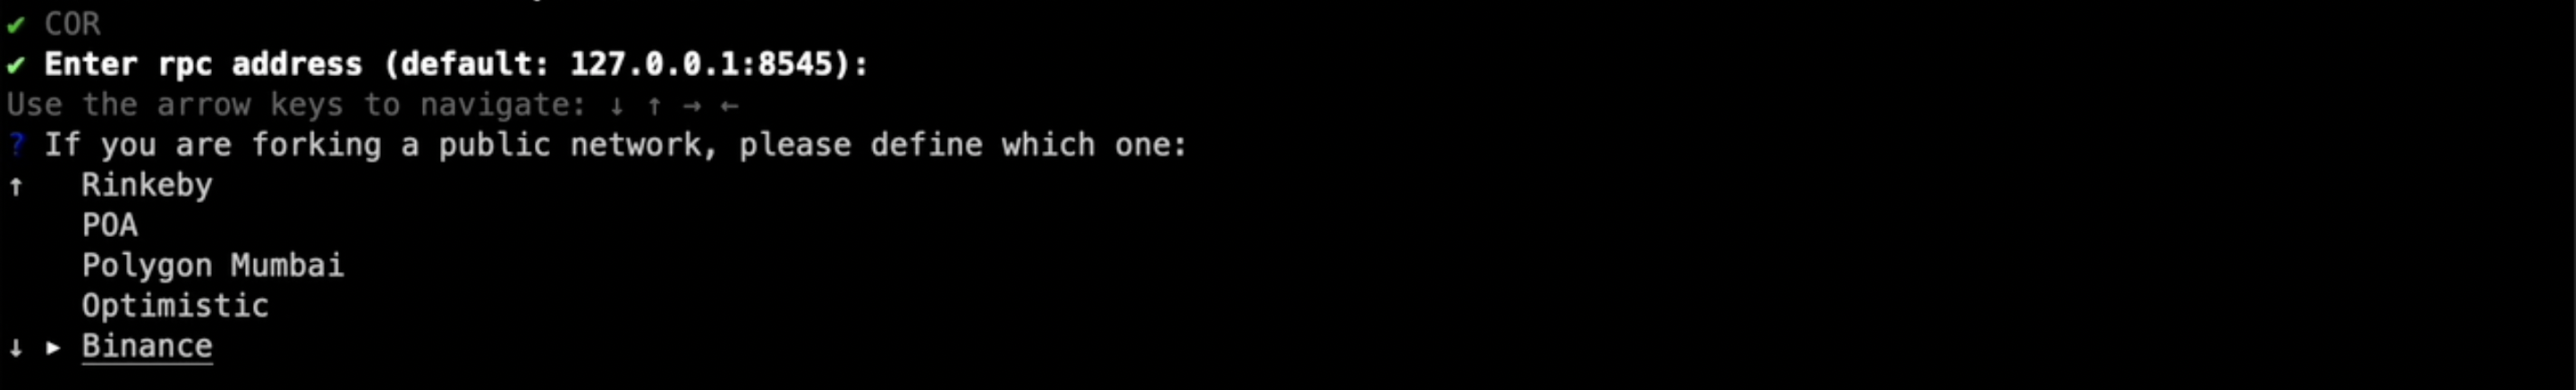 ✔ COR
✔ Enter rpc address (default: 127.0.0.1:8545):
Use the arrow keys to navigate: ↓ ↑ → ←
? If you are forking a public network, please define which one:
↑   Rinkeby
    POA
    Polygon Mumbai
    Optimistic
↓ ▸ Binance